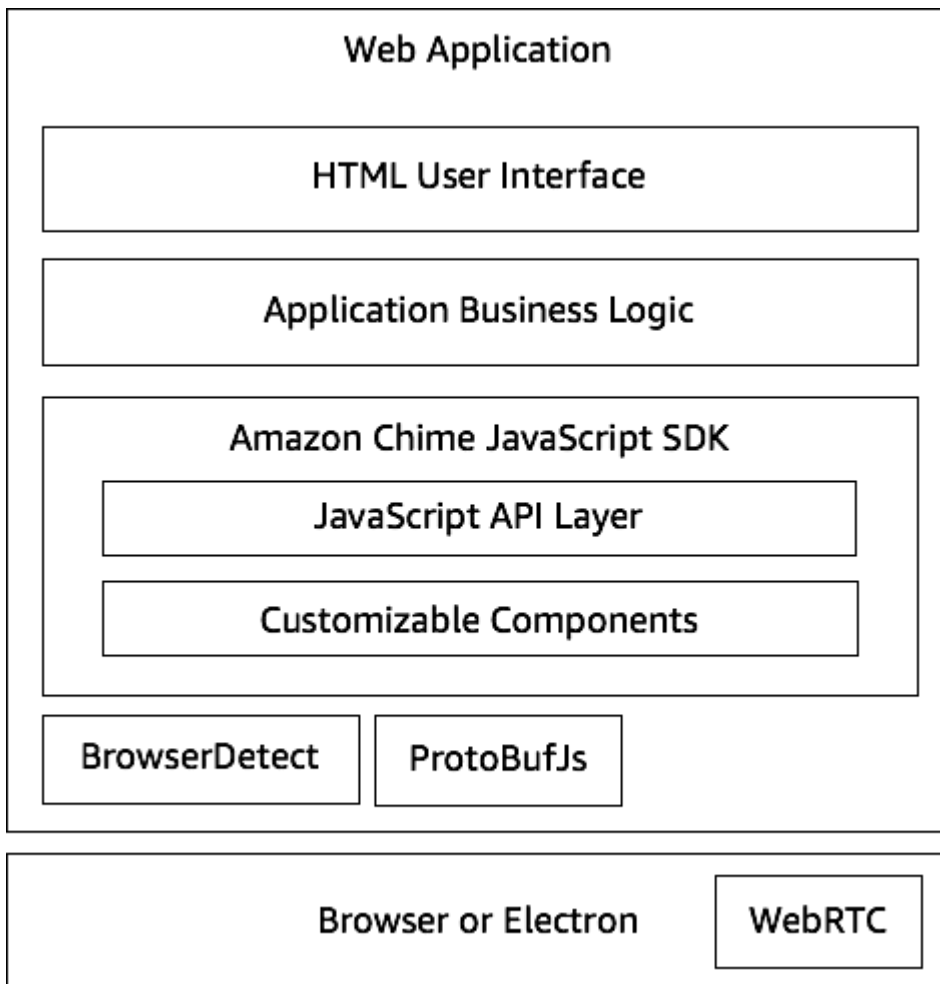 Web Application
HTML User Interface
Application Business Logic
Amazon Chime JavaScript SDK
JavaScript API Layer
Customizable Components
BrowserDetect
ProtoBufJs
Browser or Electron
WebRTC